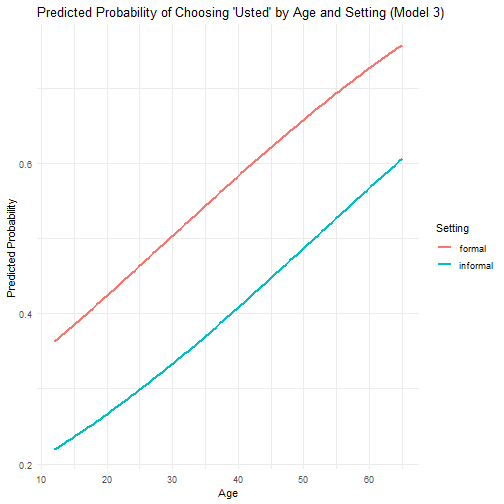 Predicted Probability of Choosing 'Usted' by Age and Setting (Model 3)
Predicted Probability
0.6
0.4
0.2
10 20 30 40 50 60
Age
Setting
formal
informal